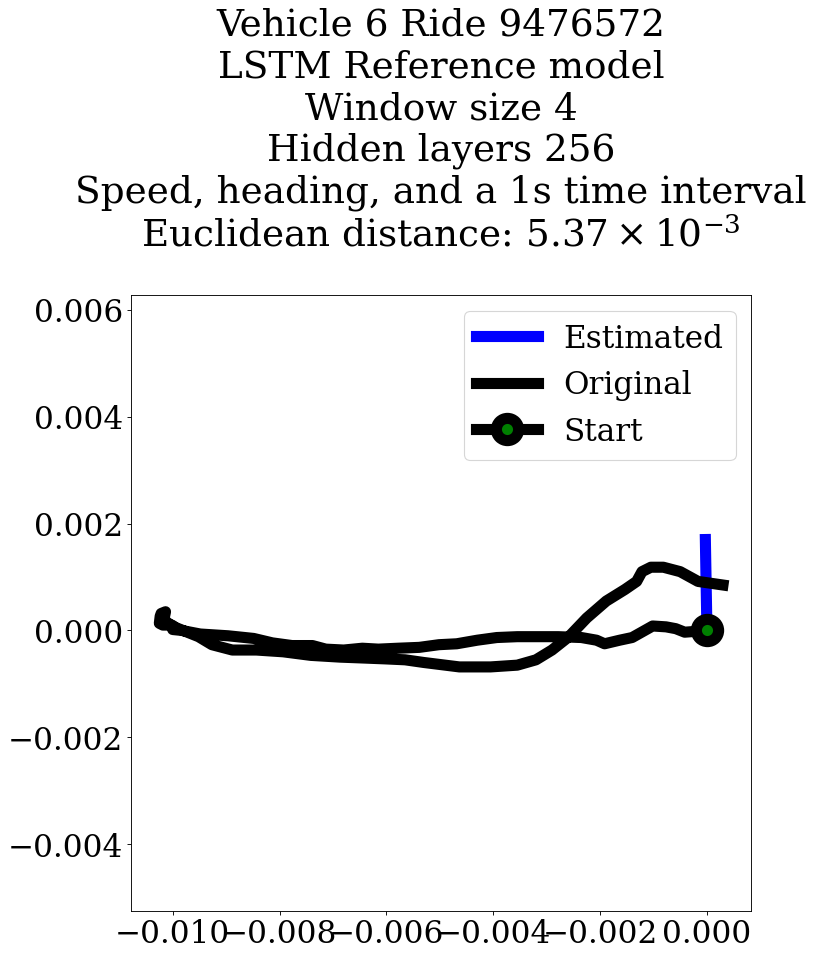 Vehicle 6 Ride 9476572
LSTM Reference model
Window size 4
Hidden layers 256
Speed, heading, and a 1s time interval
Euclidean distance: 5.37 × 10⁻³
Estimated
Original
Start
0.006
0.004
0.002
0.000
−0.002
−0.004
−0.010 −0.008 −0.006 −0.004 −0.002 0.000